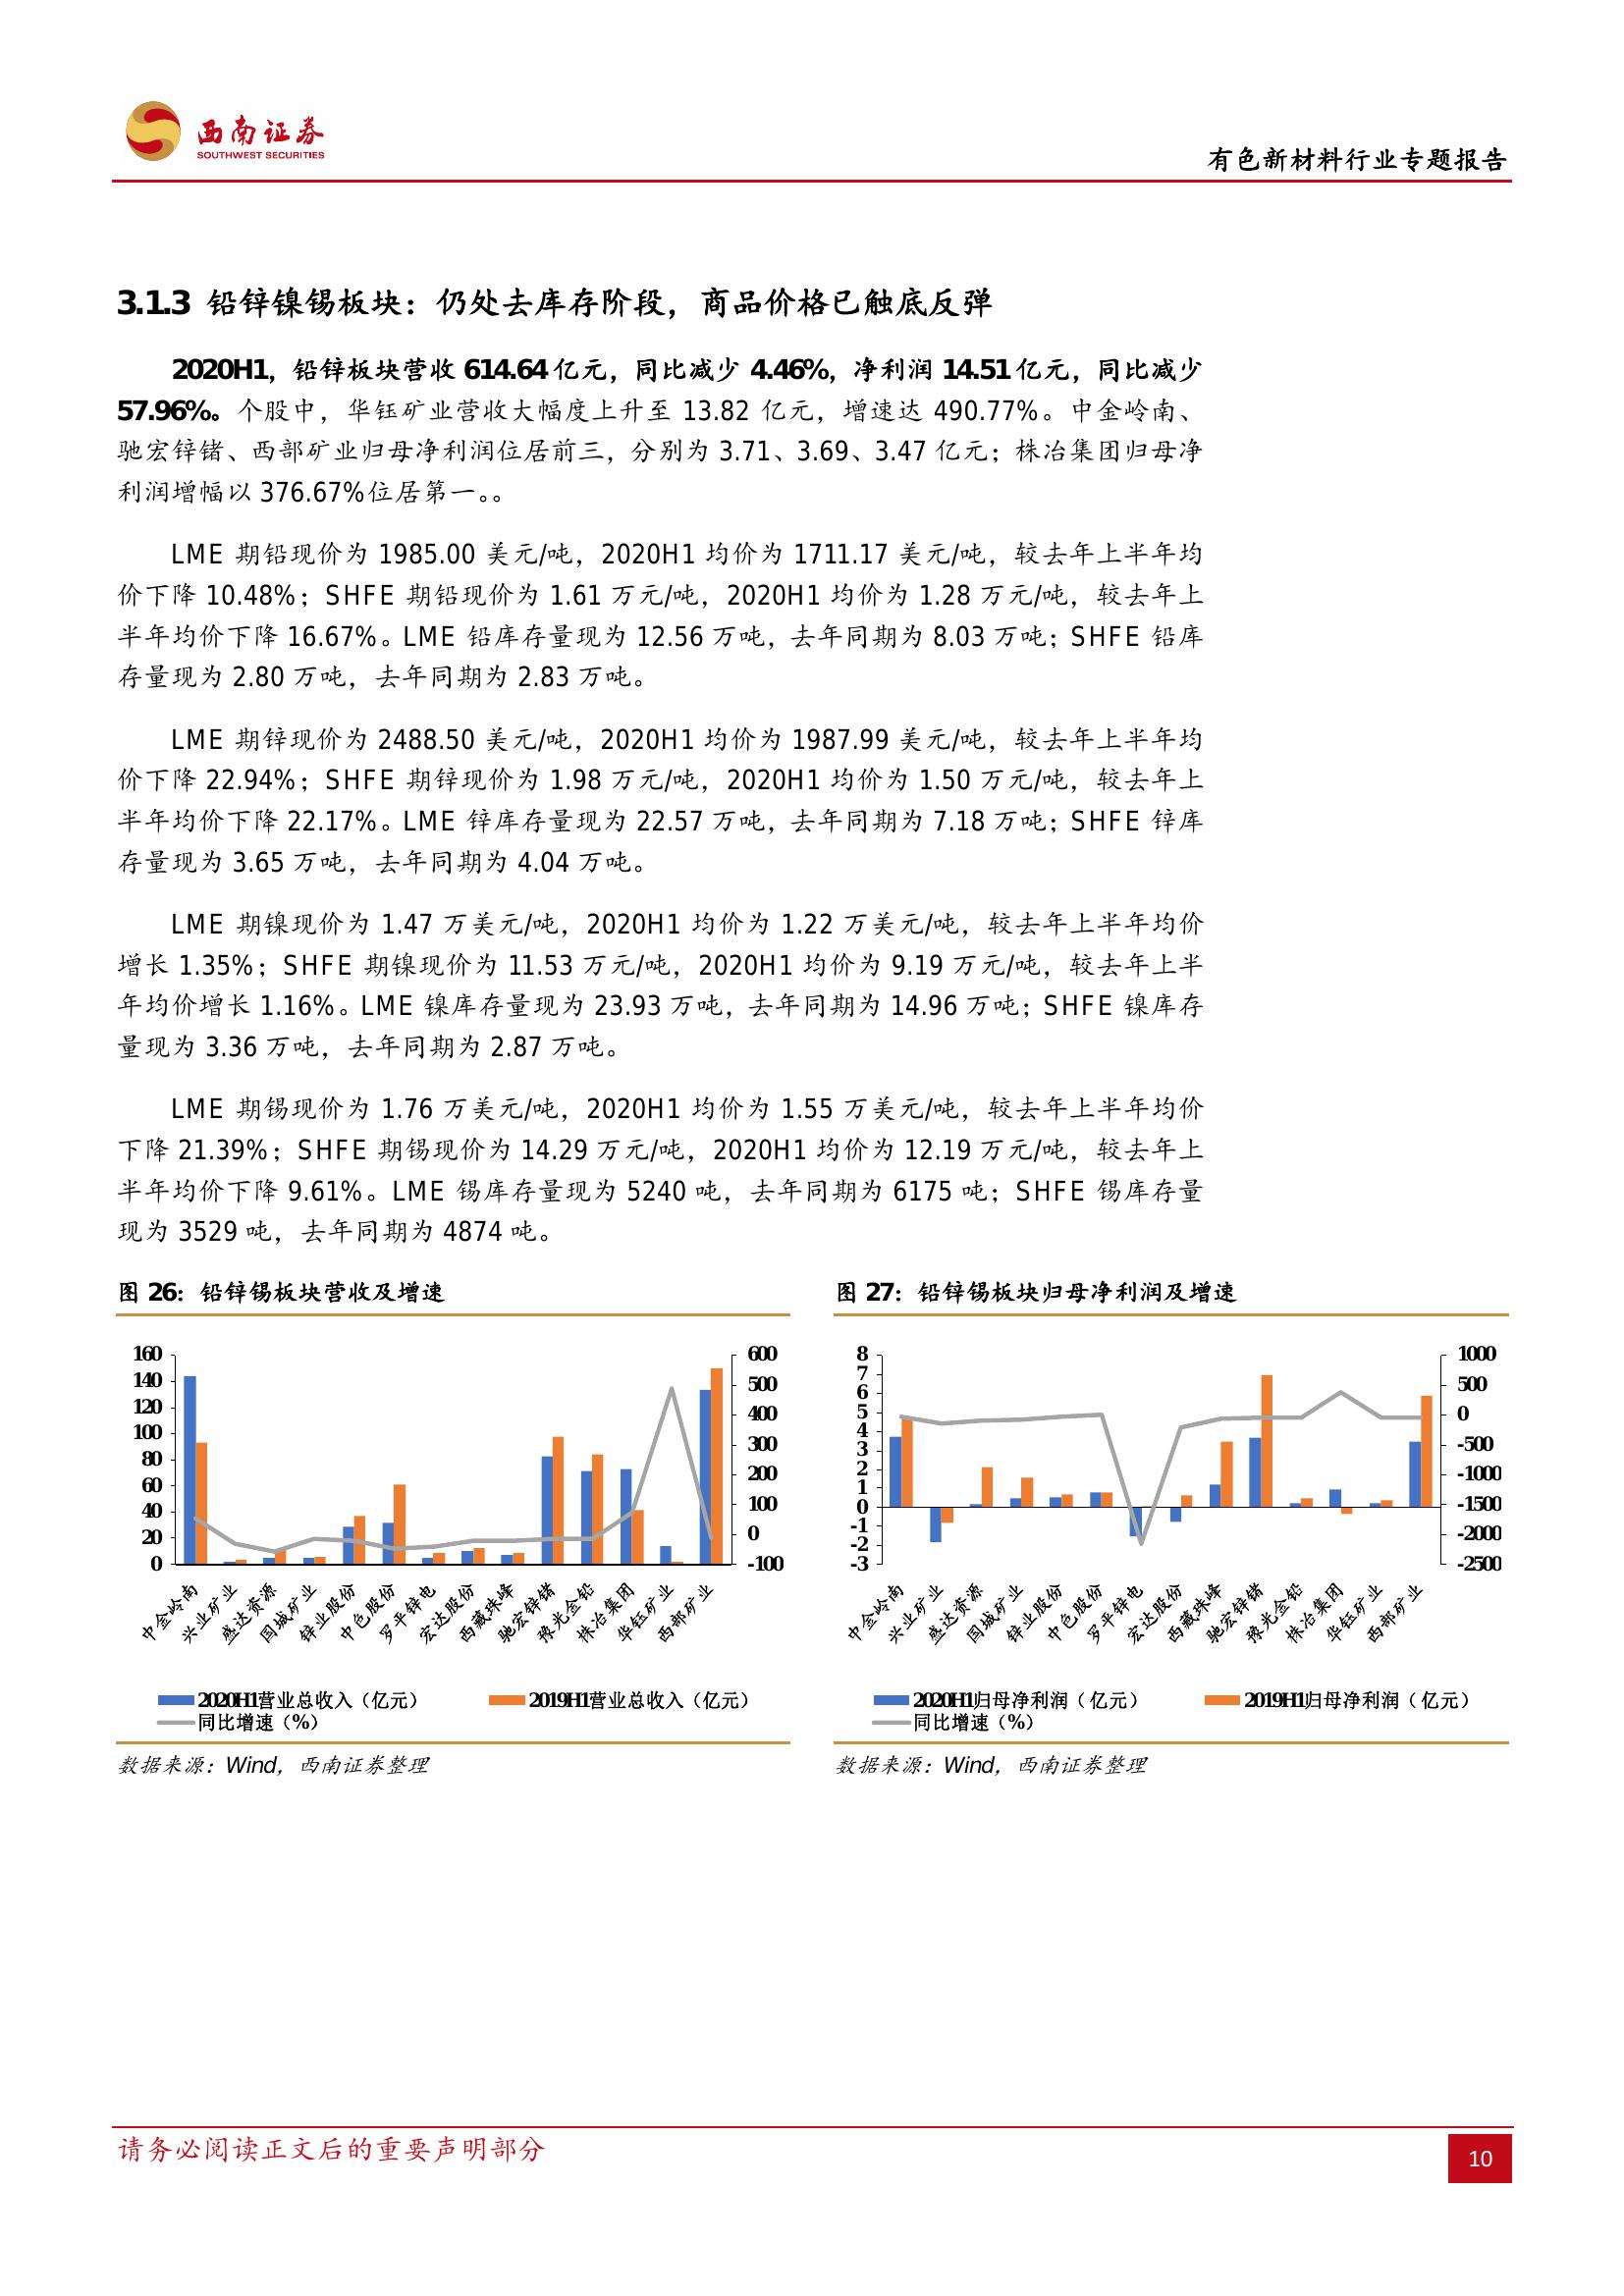 西南证券
SOUTHWEST SECURITIES
有色新材料行业专题报告
3.1.3 铅锌镍锡板块：仍处去库存阶段，商品价格已触底反弹
2020H1，铅锌板块营收 614.64 亿元，同比减少 4.46%，净利润 14.51 亿元，同比减少
57.96%。个股中，华钰矿业营收大幅度上升至 13.82 亿元，增速达 490.77%。中金岭南、
驰宏锌锗、西部矿业归母净利润位居前三，分别为 3.71、3.69、3.47 亿元；株冶集团归母净
利润增幅以 376.67%位居第一。。
LME 期铅现价为 1985.00 美元/吨，2020H1 均价为 1711.17 美元/吨，较去年上半年均
价下降 10.48%；SHFE 期铅现价为 1.61 万元/吨，2020H1 均价为 1.28 万元/吨，较去年上
半年均价下降 16.67%。LME 铅库存量现为 12.56 万吨，去年同期为 8.03 万吨；SHFE 铅库
存量现为 2.80 万吨，去年同期为 2.83 万吨。
LME 期锌现价为 2488.50 美元/吨，2020H1 均价为 1987.99 美元/吨，较去年上半年均
价下降 22.94%；SHFE 期锌现价为 1.98 万元/吨，2020H1 均价为 1.50 万元/吨，较去年上
半年均价下降 22.17%。LME 锌库存量现为 22.57 万吨，去年同期为 7.18 万吨；SHFE 锌库
存量现为 3.65 万吨，去年同期为 4.04 万吨。
LME 期镍现价为 1.47 万美元/吨，2020H1 均价为 1.22 万美元/吨，较去年上半年均价
增长 1.35%；SHFE 期镍现价为 11.53 万元/吨，2020H1 均价为 9.19 万元/吨，较去年上半
年均价增长 1.16%。LME 镍库存量现为 23.93 万吨，去年同期为 14.96 万吨；SHFE 镍库存
量现为 3.36 万吨，去年同期为 2.87 万吨。
LME 期锡现价为 1.76 万美元/吨，2020H1 均价为 1.55 万美元/吨，较去年上半年均价
下降 21.39%；SHFE 期锡现价为 14.29 万元/吨，2020H1 均价为 12.19 万元/吨，较去年上
半年均价下降 9.61%。LME 锡库存量现为 5240 吨，去年同期为 6175 吨；SHFE 锡库存量
现为 3529 吨，去年同期为 4874 吨。
图 26：铅锌锡板块营收及增速
160
140
120
100
80
60
40
20
0
600
500
400
300
200
100
0
-100
中金岭南
兴业矿业
盛达资源
国城矿业
锌业股份
中色股份
罗平锌电
宏达股份
西藏珠峰
驰宏锌锗
豫光金铅
株冶集团
华钰矿业
西部矿业
2020H1营业总收入（亿元）
2019H1营业总收入（亿元）
同比增速（%）
数据来源：Wind，西南证券整理
图 27：铅锌锡板块归母净利润及增速
8
7
6
5
4
3
2
1
0
-1
-2
-3
1000
500
0
-500
-1000
-1500
-2000
-2500
中金岭南
兴业矿业
盛达资源
国城矿业
锌业股份
中色股份
罗平锌电
宏达股份
西藏珠峰
驰宏锌锗
豫光金铅
株冶集团
华钰矿业
西部矿业
2020H1归母净利润（亿元）
2019H1归母净利润（亿元）
同比增速（%）
数据来源：Wind，西南证券整理
请务必阅读正文后的重要声明部分
10